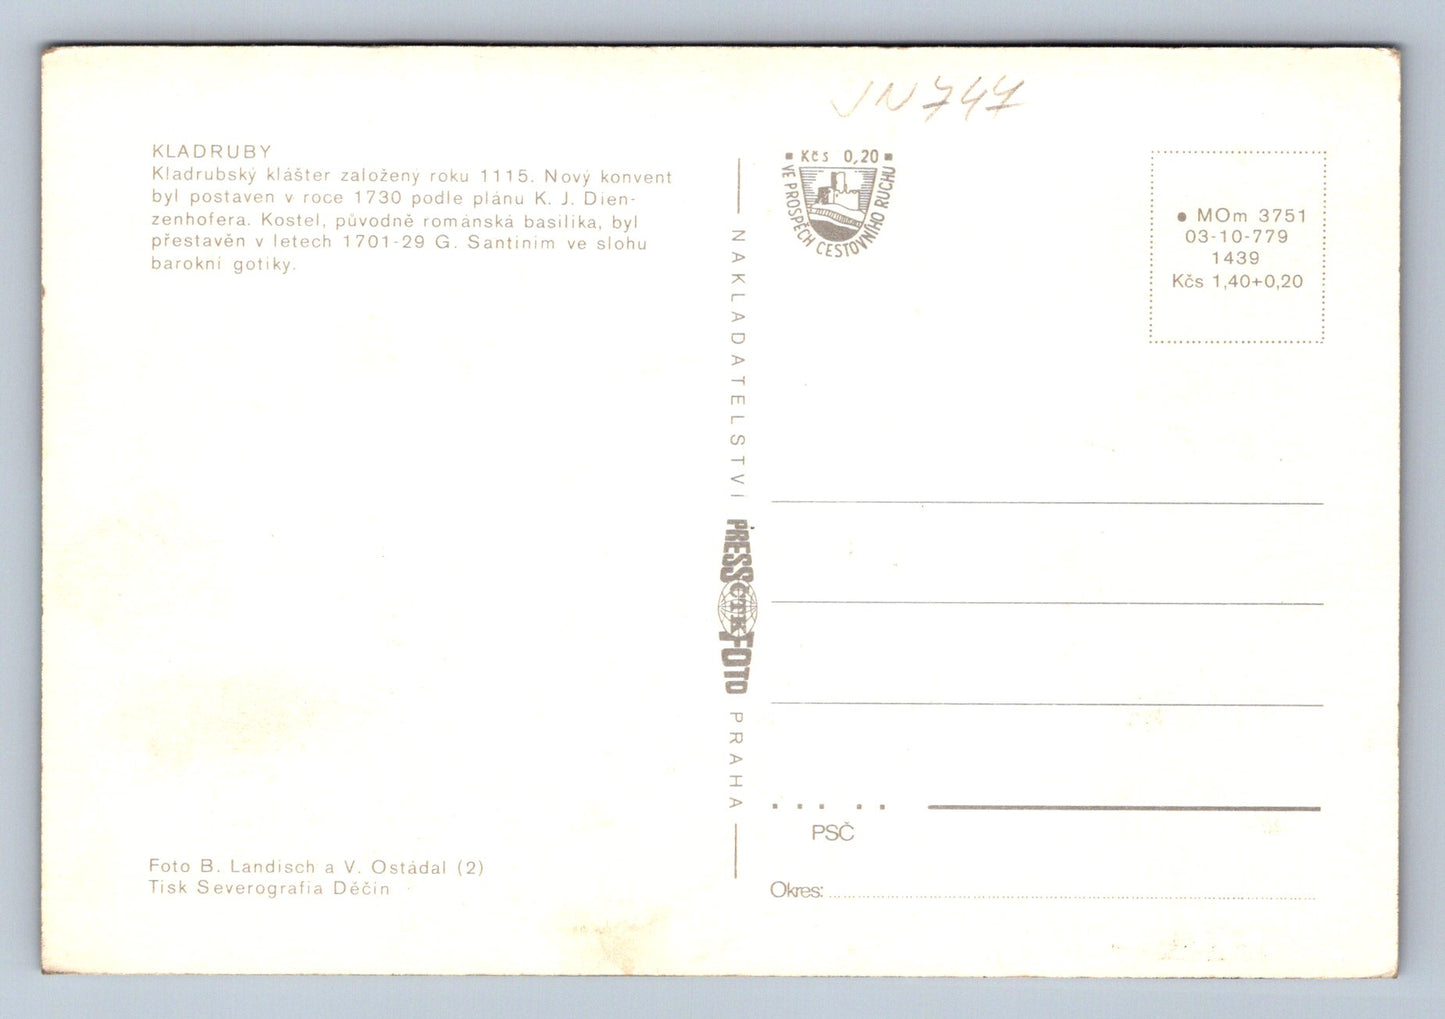 KLADRUBY
Kladrubský klášter založeny roku 1115. Nový konvent
byl postaven v roce 1730 podle plánu K. J. Dien-
zenhofera. Kostel, původně románská basilika, byl
přestavěn v letech 1701-29 G. Santinim ve slohu
barokní gotiky.
Foto B. Landisch a V. Ostádal (2)
Tisk Severografia Děčín
NAKLADATELSTVÍ
PRESSFOTO
ČTK
PRAHA
JN747
Kčs 0,20
VE PROSPĚCH CESTOVNÍHO RUCHU
• MOm 3751
03-10-779
1439
Kčs 1,40+0,20
PSČ
Okres: